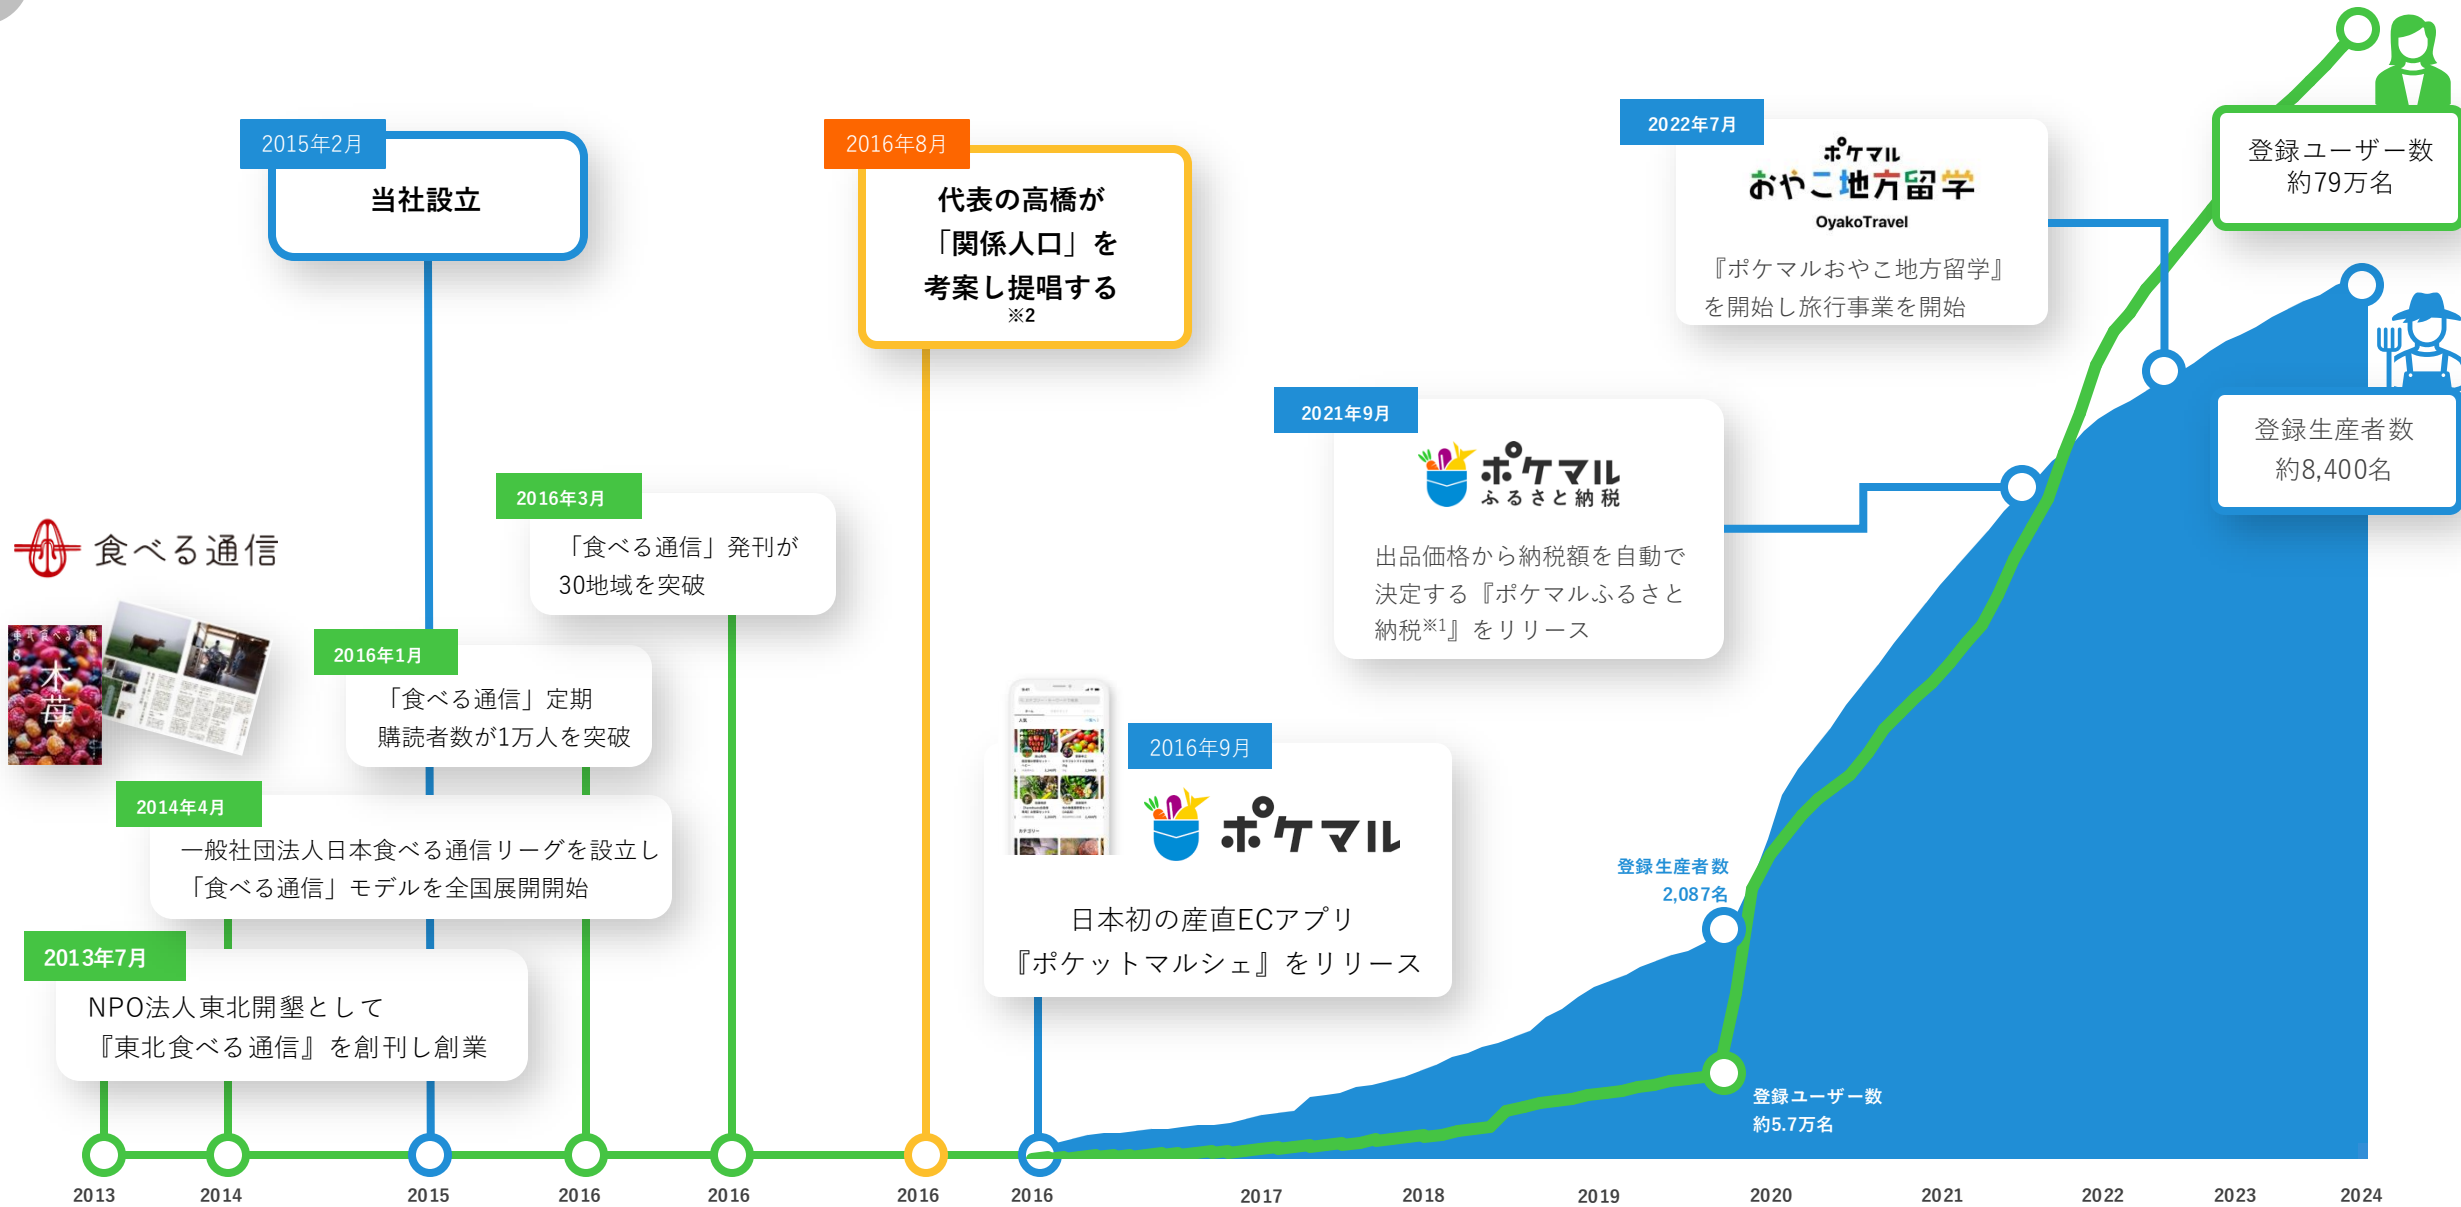 2013年7月
NPO法人東北開墾として
『東北食べる通信』を創刊し創業
2014年4月
一般社団法人日本食べる通信リーグを設立し
「食べる通信」モデルを全国展開開始
食べる通信
東北食べる通信
木苺
2015年2月
当社設立
2016年1月
「食べる通信」定期
購読者数が1万人を突破
2016年3月
「食べる通信」発刊が
30地域を突破
2016年8月
代表の高橋が
「関係人口」を
考案し提唱する
※2
2016年9月
ポケマル
日本初の産直ECアプリ
『ポケットマルシェ』をリリース
2021年9月
ポケマル
ふるさと納税
出品価格から納税額を自動で
決定する『ポケマルふるさと
納税※1』をリリース
2022年7月
ポケマル
おやこ地方留学
OyakoTravel
『ポケマルおやこ地方留学』
を開始し旅行事業を開始
登録ユーザー数
約79万名
登録生産者数
約8,400名
登録生産者数
2,087名
登録ユーザー数
約5.7万名
2013
2014
2015
2016
2016
2016
2016
2017
2018
2019
2020
2021
2022
2023
2024